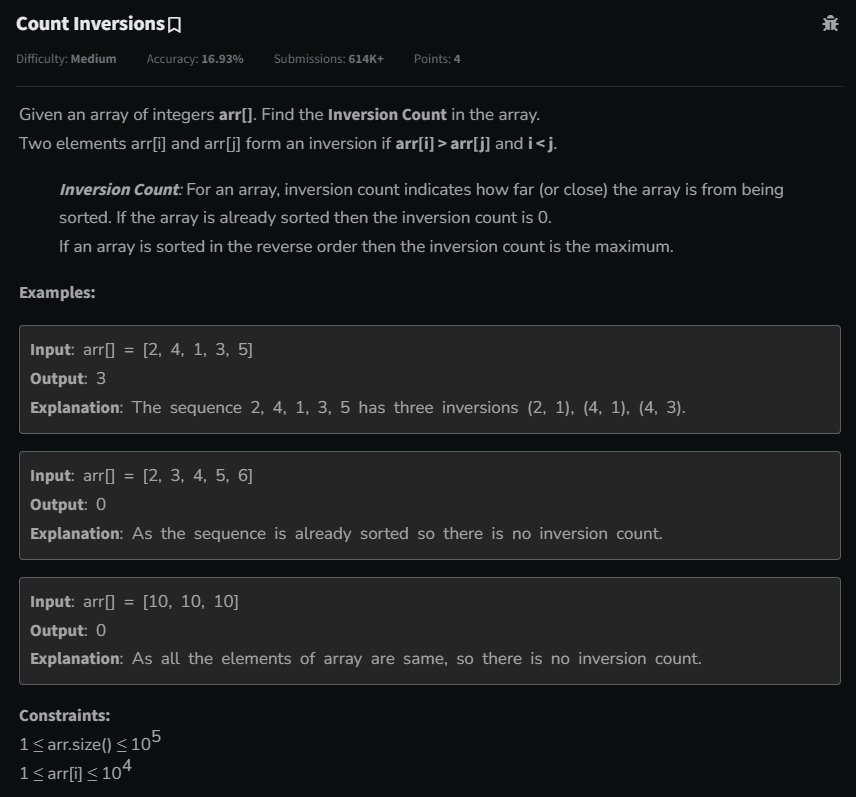 Count Inversions
Difficulty: Medium Accuracy: 16.93% Submissions: 614K+ Points: 4
Given an array of integers arr[]. Find the Inversion Count in the array.
Two elements arr[i] and arr[j] form an inversion if arr[i] > arr[j] and i < j.
Inversion Count: For an array, inversion count indicates how far (or close) the array is from being
sorted. If the array is already sorted then the inversion count is 0.
If an array is sorted in the reverse order then the inversion count is the maximum.
Examples:
Input: arr[] = [2, 4, 1, 3, 5]
Output: 3
Explanation: The sequence 2, 4, 1, 3, 5 has three inversions (2, 1), (4, 1), (4, 3).
Input: arr[] = [2, 3, 4, 5, 6]
Output: 0
Explanation: As the sequence is already sorted so there is no inversion count.
Input: arr[] = [10, 10, 10]
Output: 0
Explanation: As all the elements of array are same, so there is no inversion count.
Constraints:
1 ≤ arr.size() ≤ 10⁵
1 ≤ arr[i] ≤ 10⁴